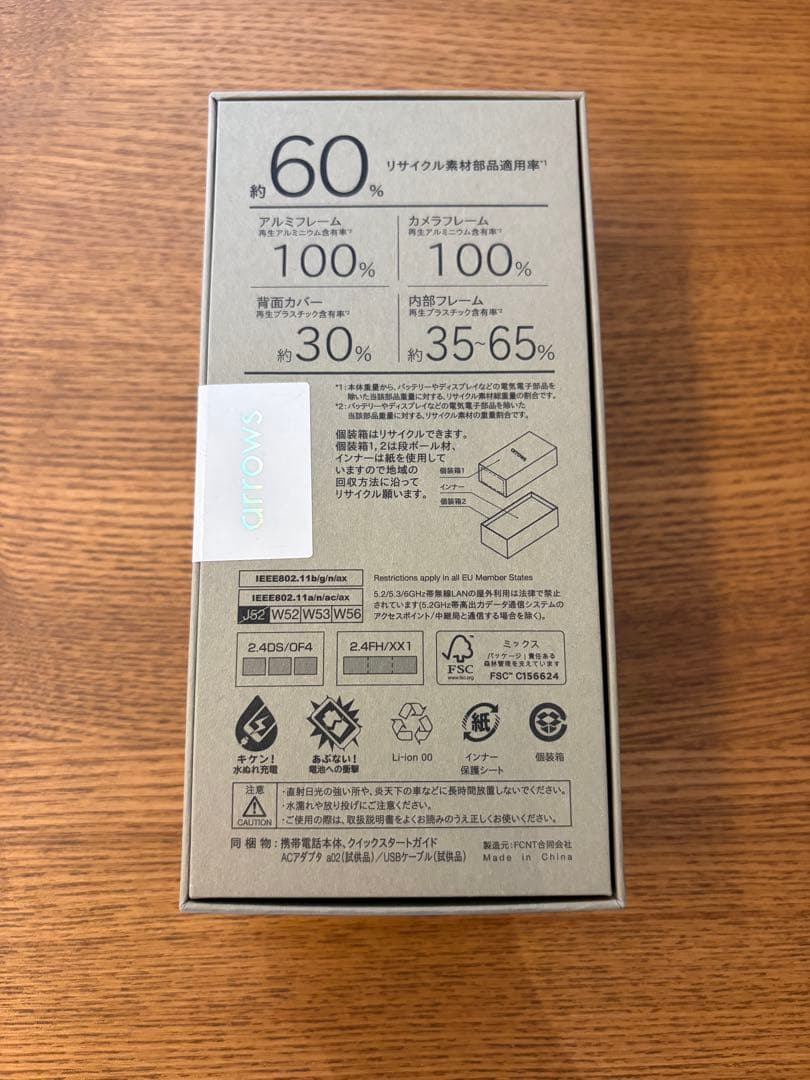 約60% リサイクル素材部品適用率*1
アルミフレーム
再生アルミニウム含有率*2
100%
カメラフレーム
再生アルミニウム含有率*2
100%
背面カバー
再生プラスチック含有率*2
約30%
内部フレーム
再生プラスチック含有率*2
約35~65%
*1:本体重量から、バッテリーやディスプレイなどの電気電子部品を
除いた当該部品重量に対する、リサイクル素材総重量の割合です。
*2:バッテリーやディスプレイなどの電気電子部品を除いた
当該部品重量に対する、リサイクル素材の重量割合です。
arrows
個装箱はリサイクルできます。
個装箱1,2は段ボール材、
インナーは紙を使用して
いますので地域の
回収方法に沿って
リサイクル願います。
arrows
個装箱1
インナー
個装箱2
IEEE802.11b/g/n/ax
IEEE802.11a/n/ac/ax
J52 W52 W53 W56
Restrictions apply in all EU Member States
5.2/5.3/6GHz帯無線LANの屋外利用は法律で禁止
されています(5.2GHz帯高出力データ通信システムの
アクセスポイント/中継局と通信する場合を除く)。
2.4DS/OF4
2.4FH/XX1
FSC
www.fsc.org
ミックス
パッケージ|責任ある
森林管理を支えています
FSC™ C156624
キケン!
水ぬれ充電
あぶない!
電池への衝撃
Li-ion 00
紙
インナー
保護シート
個装箱
注意
CAUTION
・直射日光の強い所や、炎天下の車などに長時間放置しないでください。
・水濡れや放り投げにご注意ください。
・ご使用の際は、取扱説明書をよくお読みのうえ正しくお使いください。
同梱物:携帯電話本体、クイックスタートガイド
ACアダプタ a02(試供品)/USBケーブル(試供品)
製造元:FCNT合同会社
Made in China